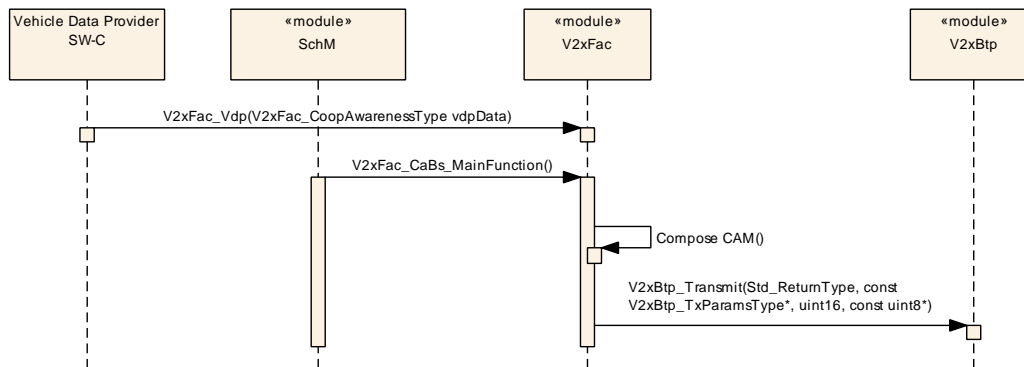 Vehicle Data Provider
SW-C
«module»
SchM
«module»
V2xFac
«module»
V2xBtp
V2xFac_Vdp(V2xFac_CoopAwarenessType vdpData)
V2xFac_CaBs_MainFunction()
Compose CAM()
V2xBtp_Transmit(Std_ReturnType, const
V2xBtp_TxParamsType*, uint16, const uint8*)